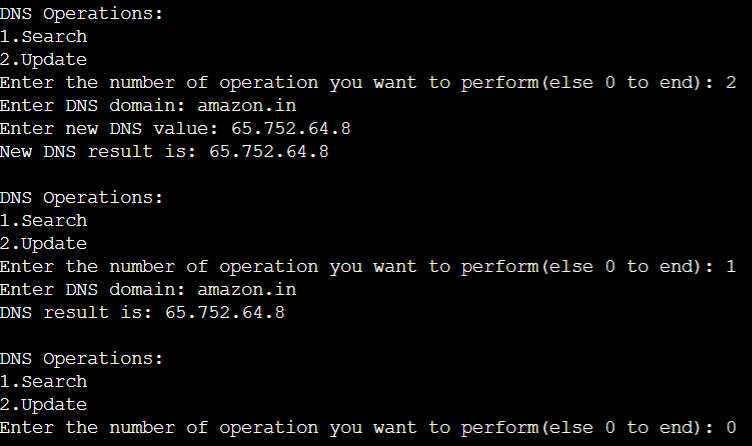 DNS Operations:
1.Search
2.Update
Enter the number of operation you want to perform(else 0 to end): 2
Enter DNS domain: amazon.in
Enter new DNS value: 65.752.64.8
New DNS result is: 65.752.64.8
DNS Operations:
1.Search
2.Update
Enter the number of operation you want to perform(else 0 to end): 1
Enter DNS domain: amazon.in
DNS result is: 65.752.64.8
DNS Operations:
1.Search
2.Update
Enter the number of operation you want to perform(else 0 to end): 0